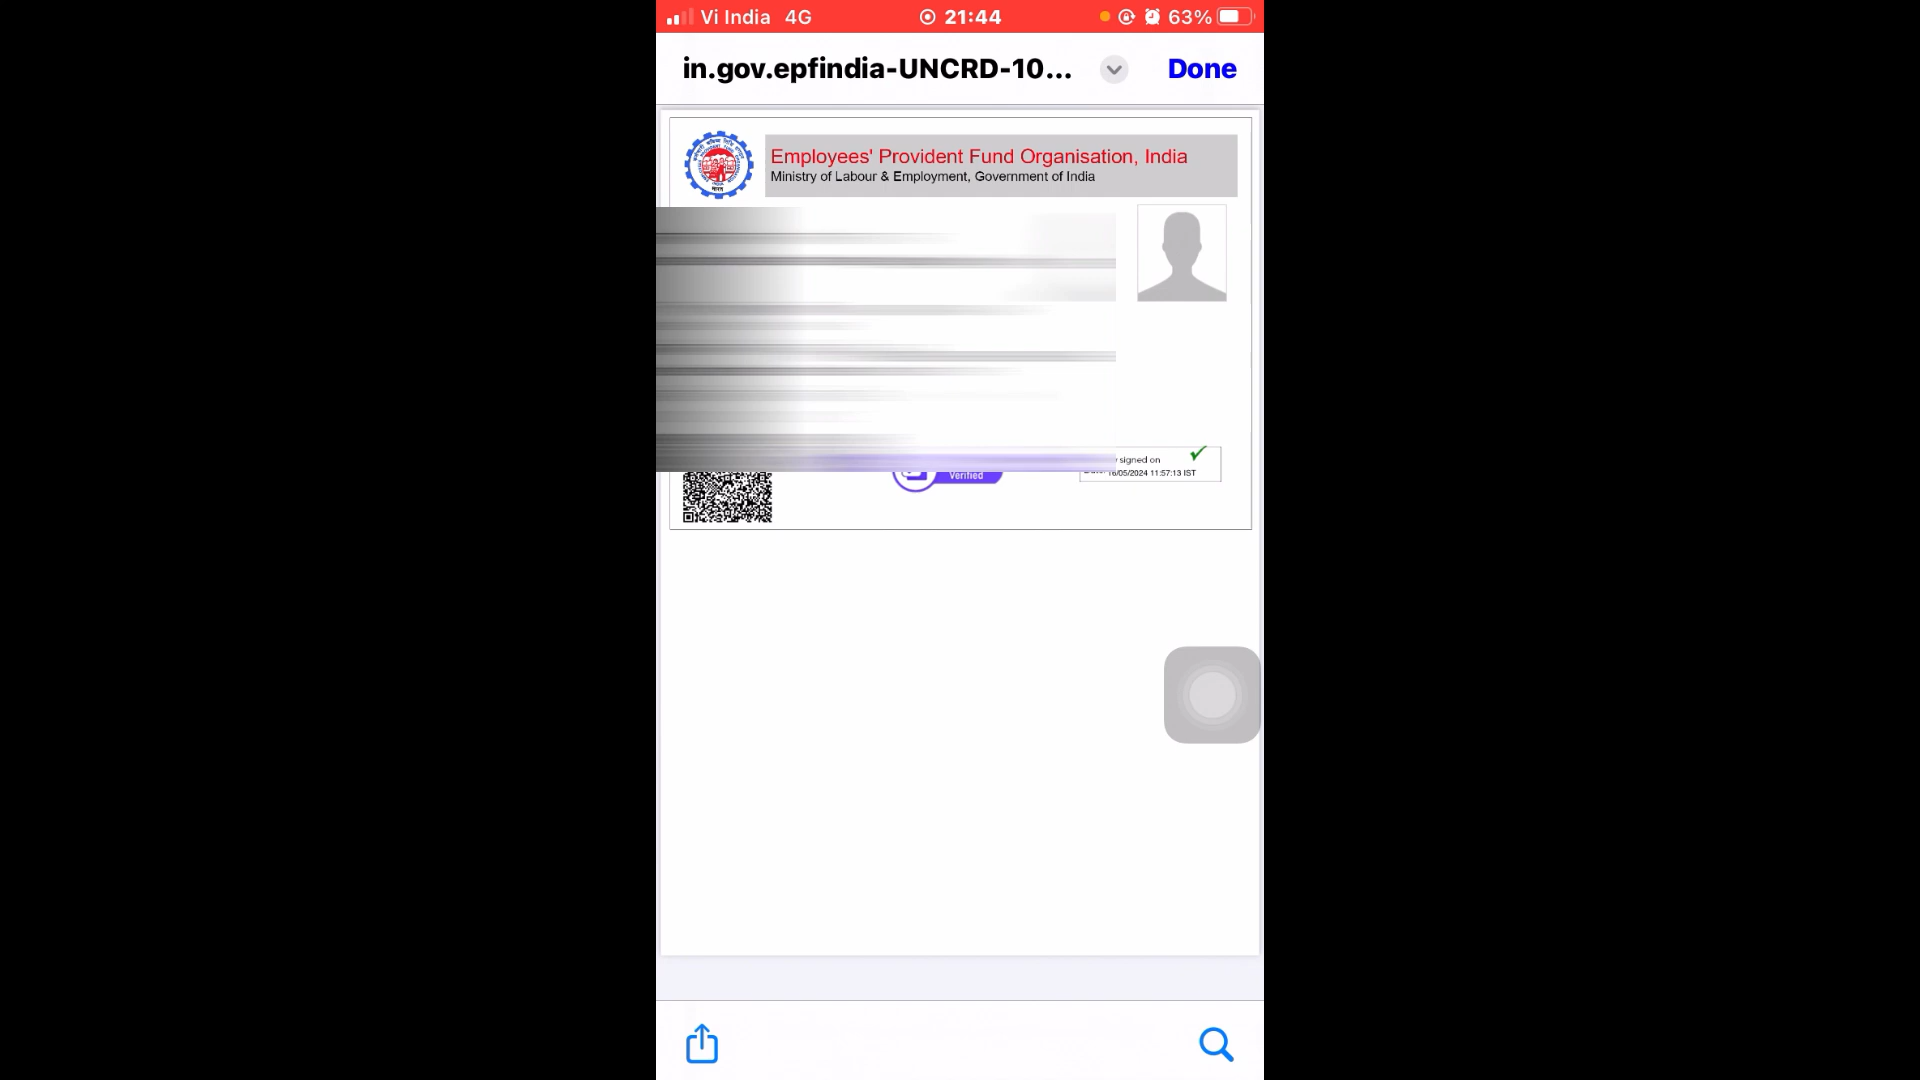 Vi India 4G 21:44 63%
in.gov.epfindia-UNCRD-10... Done
Employees' Provident Fund Organisation, India
Ministry of Labour & Employment, Government of India
signed on
16/05/2024 11:57:13 IST
Verified